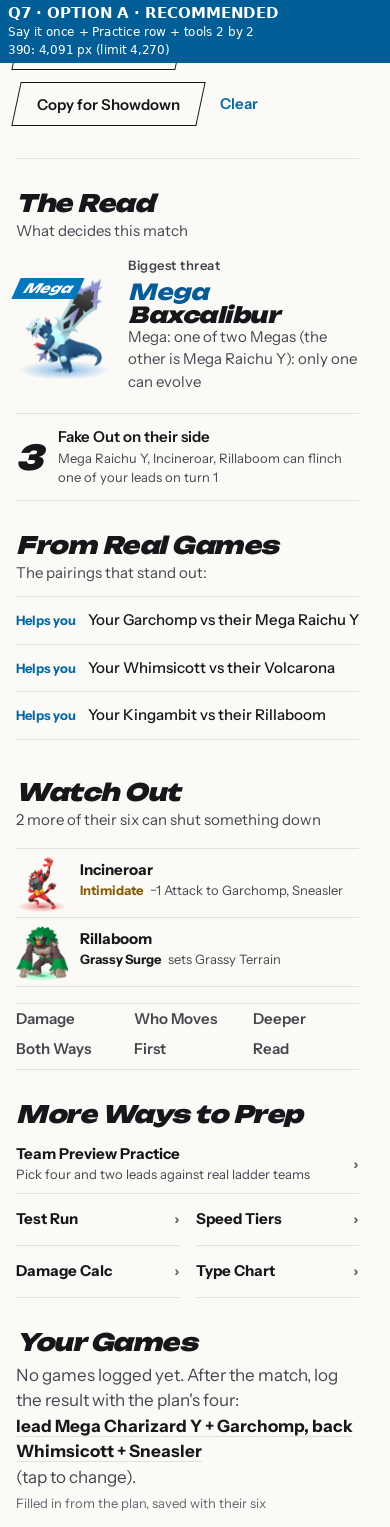 Q7 · OPTION A · RECOMMENDED
Say it once + Practice row + tools 2 by 2
390: 4,091 px (limit 4,270)
Copy for Showdown
Clear
The Read
What decides this match
Mega
Biggest threat
Mega
Baxcalibur
Mega: one of two Megas (the
other is Mega Raichu Y): only one
can evolve
3
Fake Out on their side
Mega Raichu Y, Incineroar, Rillaboom can flinch
one of your leads on turn 1
From Real Games
The pairings that stand out:
Helps you Your Garchomp vs their Mega Raichu Y
Helps you Your Whimsicott vs their Volcarona
Helps you Your Kingambit vs their Rillaboom
Watch Out
2 more of their six can shut something down
Incineroar
Intimidate −1 Attack to Garchomp, Sneasler
Rillaboom
Grassy Surge sets Grassy Terrain
Damage
Both Ways
Who Moves
First
Deeper
Read
More Ways to Prep
Team Preview Practice
Pick four and two leads against real ladder teams
›
Test Run ›
Speed Tiers ›
Damage Calc ›
Type Chart ›
Your Games
No games logged yet. After the match, log
the result with the plan's four:
lead Mega Charizard Y + Garchomp, back
Whimsicott + Sneasler
(tap to change).
Filled in from the plan, saved with their six